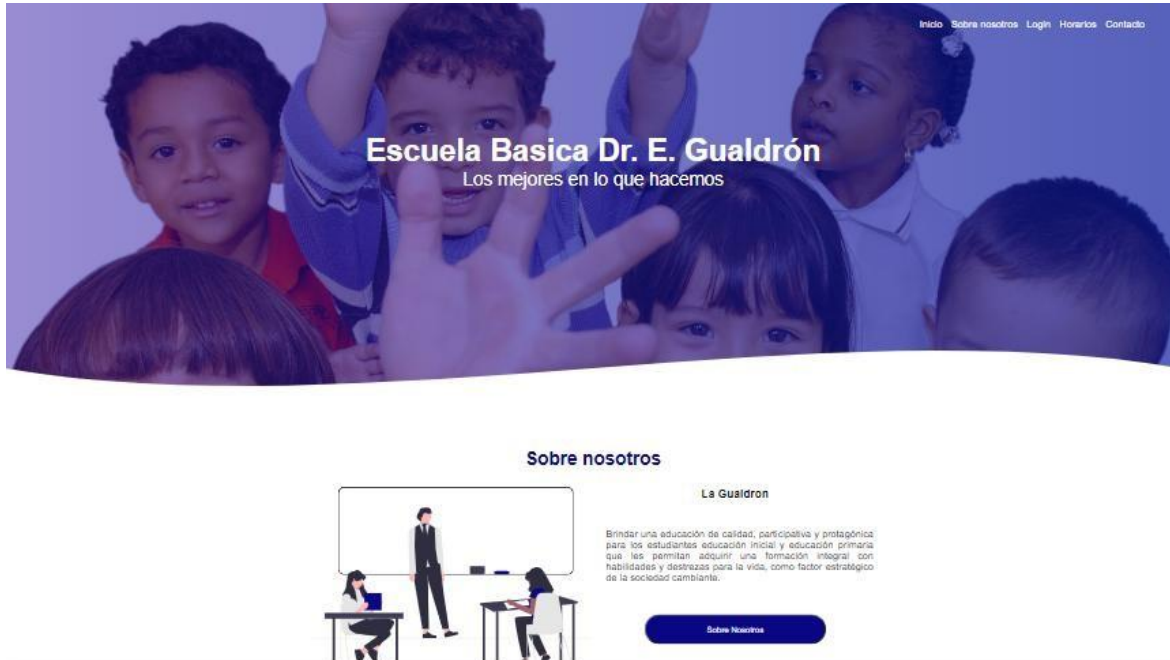 Inicio Sobre nosotros Login Horarios Contacto
Escuela Basica Dr. E. Gualdrón
Los mejores en lo que hacemos
Sobre nosotros
La Gualdron
Brindar una educación de calidad, participativa y protagónica
para los estudiantes educación inicial y educación primaria
que les permitan adquirir una formación integral con
habilidades y destrezas para la vida, como factor estratégico
de la sociedad cambiante.
Sobre Nosotros